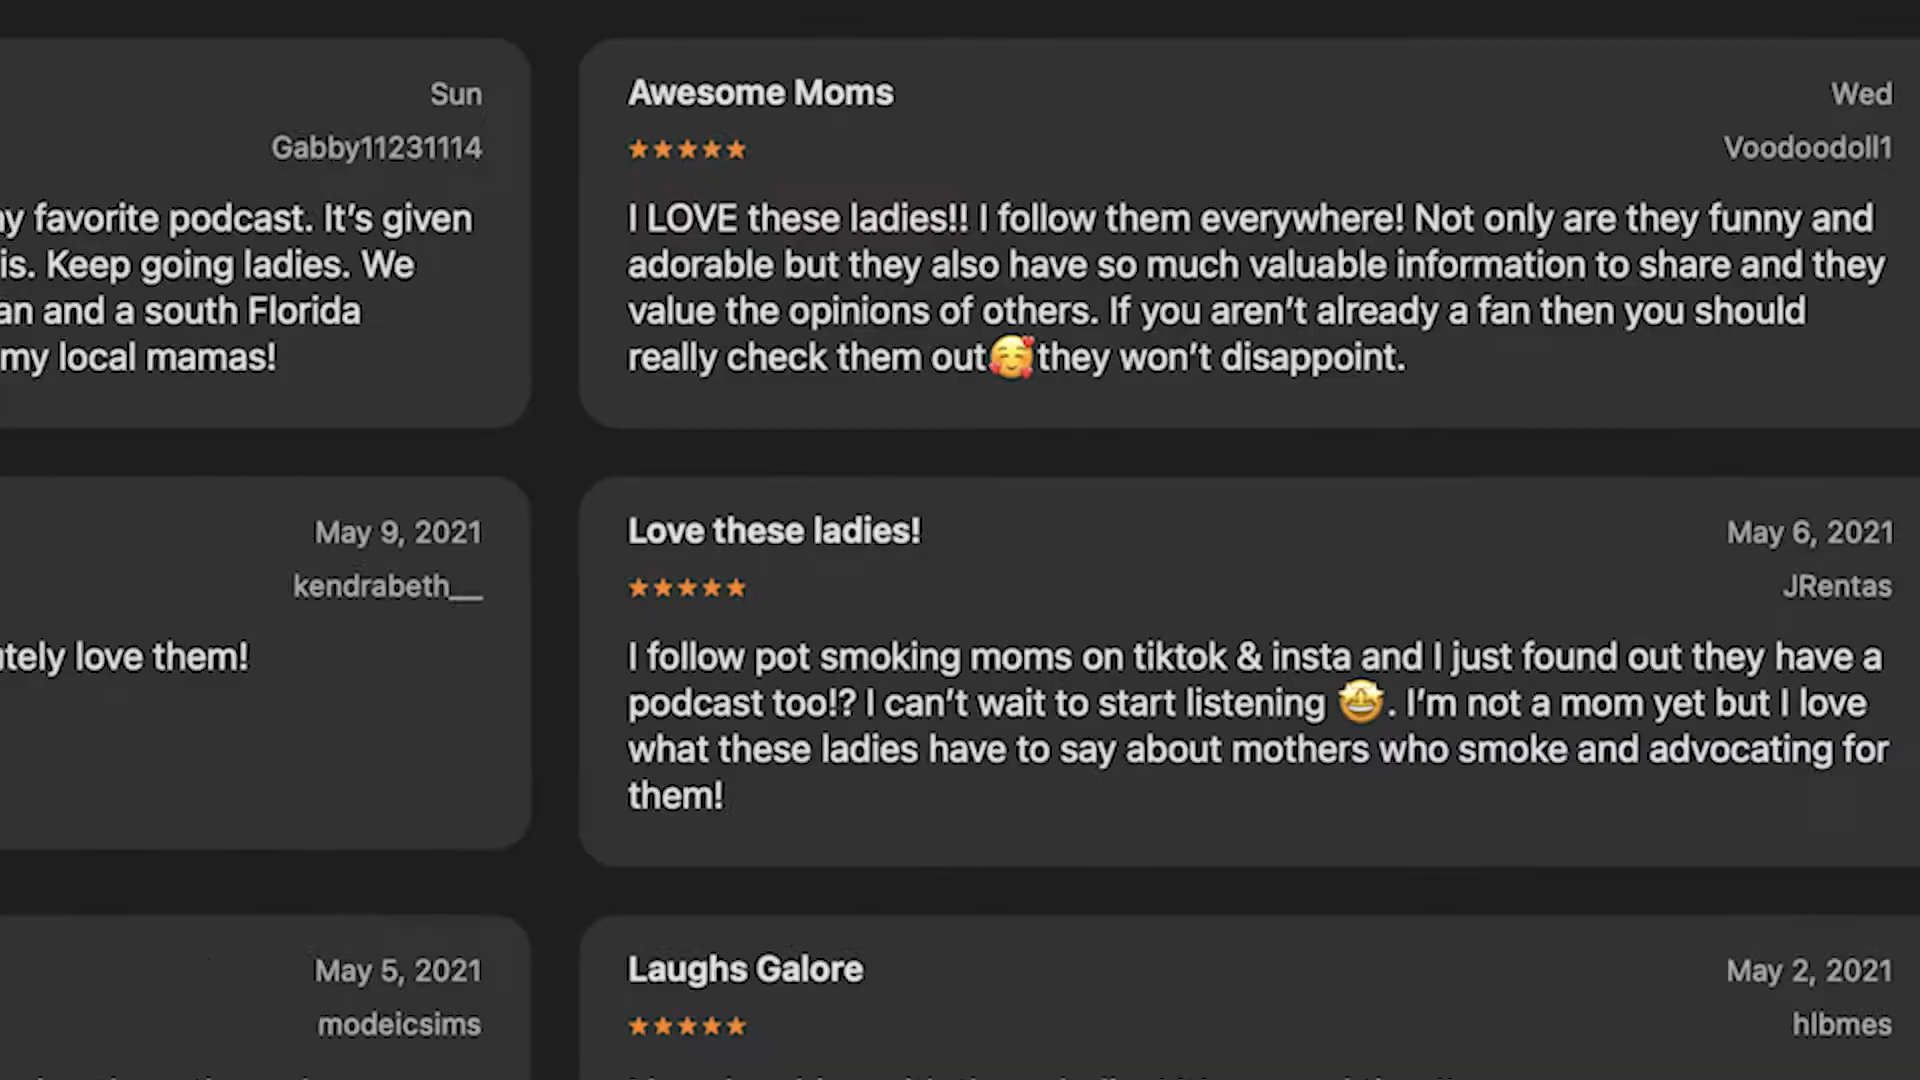 Sun
Gabby11231114
favorite podcast. It’s given
is. Keep going ladies. We
an and a south Florida
my local mamas!
Awesome Moms
Wed
★★★★★
Voodoodoll1
I LOVE these ladies!! I follow them everywhere! Not only are they funny and
adorable but they also have so much valuable information to share and they
value the opinions of others. If you aren’t already a fan then you should
really check them out🥰they won’t disappoint.
May 9, 2021
kendrabeth__
love them!
Love these ladies!
May 6, 2021
★★★★★
JRentas
I follow pot smoking moms on tiktok & insta and I just found out they have a
podcast too!? I can’t wait to start listening 🤩. I’m not a mom yet but I love
what these ladies have to say about mothers who smoke and advocating for
them!
May 5, 2021
modeicsims
Laughs Galore
May 2, 2021
★★★★★
hlbmes